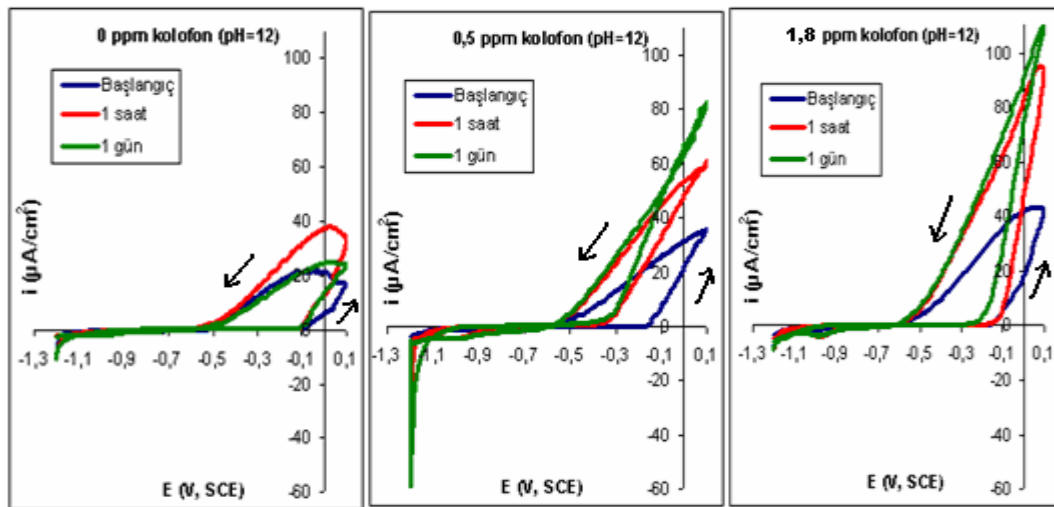 0 ppm kolofon (pH=12)
100
80
60
40
20
0
-20
-40
-60
Başlangıç
1 saat
1 gün
i (µA/cm²)
-1,3 -1,1 -0,9 -0,7 -0,5 -0,3 -0,1 0,1
E (V, SCE)
0,5 ppm kolofon (pH=12)
100
80
60
40
20
0
-20
-40
-60
Başlangıç
1 saat
1 gün
i (µA/cm²)
-1,3 -1,1 -0,9 -0,7 -0,5 -0,3 -0,1 0,1
E (V, SCE)
1,8 ppm kolofon (pH=12)
100
80
60
40
20
0
-20
-40
-60
Başlangıç
1 saat
1 gün
i (µA/cm²)
-1,3 -1,1 -0,9 -0,7 -0,5 -0,3 -0,1 0,1
E (V, SCE)